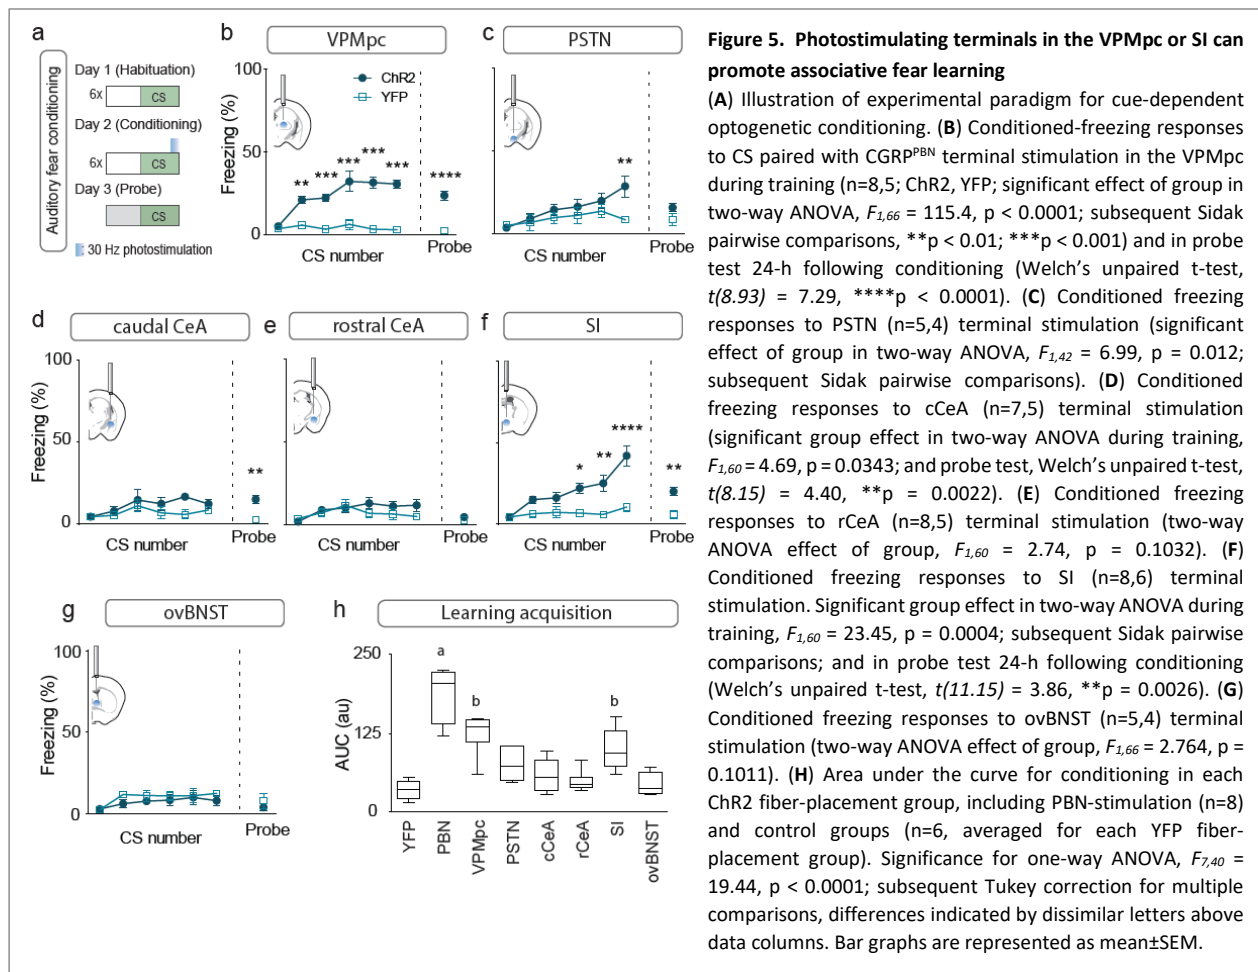 a
Auditory fear conditioning
Day 1 (Habituation)
6x CS
Day 2 (Conditioning)
6x CS
Day 3 (Probe)
CS
30 Hz photostimulation
b
VPMpc
100
50
0
Freezing (%)
ChR2
YFP
** *** *** *** *** ****
CS number
Probe
c
PSTN
**
CS number
Probe
d
caudal CeA
100
50
0
Freezing (%)
**
CS number
Probe
e
rostral CeA
CS number
Probe
f
SI
* ** **** **
CS number
Probe
g
ovBNST
100
50
0
Freezing (%)
CS number
Probe
h
Learning acquisition
250
125
0
AUC (au)
a
b
b
YFP
PBN
VPMpc
PSTN
cCeA
rCeA
SI
ovBNST
Figure 5. Photostimulating terminals in the VPMpc or SI can
promote associative fear learning
(A) Illustration of experimental paradigm for cue-dependent
optogenetic conditioning. (B) Conditioned-freezing responses
to CS paired with CGRPPBN terminal stimulation in the VPMpc
during training (n=8,5; ChR2, YFP; significant effect of group in
two-way ANOVA, F1,66 = 115.4, p < 0.0001; subsequent Sidak
pairwise comparisons, **p < 0.01; ***p < 0.001) and in probe
test 24-h following conditioning (Welch's unpaired t-test,
t(8.93) = 7.29, ****p < 0.0001). (C) Conditioned freezing
responses to PSTN (n=5,4) terminal stimulation (significant
effect of group in two-way ANOVA, F1,42 = 6.99, p = 0.012;
subsequent Sidak pairwise comparisons). (D) Conditioned
freezing responses to cCeA (n=7,5) terminal stimulation
(significant group effect in two-way ANOVA during training,
F1,60 = 4.69, p = 0.0343; and probe test, Welch's unpaired t-test,
t(8.15) = 4.40, **p = 0.0022). (E) Conditioned freezing
responses to rCeA (n=8,5) terminal stimulation (two-way
ANOVA effect of group, F1,60 = 2.74, p = 0.1032). (F)
Conditioned freezing responses to SI (n=8,6) terminal
stimulation. Significant group effect in two-way ANOVA during
training, F1,60 = 23.45, p = 0.0004; subsequent Sidak pairwise
comparisons; and in probe test 24-h following conditioning
(Welch's unpaired t-test, t(11.15) = 3.86, **p = 0.0026). (G)
Conditioned freezing responses to ovBNST (n=5,4) terminal
stimulation (two-way ANOVA effect of group, F1,66 = 2.764, p =
0.1011). (H) Area under the curve for conditioning in each
ChR2 fiber-placement group, including PBN-stimulation (n=8)
and control groups (n=6, averaged for each YFP fiber-
placement group). Significance for one-way ANOVA, F7,40 =
19.44, p < 0.0001; subsequent Tukey correction for multiple
comparisons, differences indicated by dissimilar letters above
data columns. Bar graphs are represented as mean±SEM.